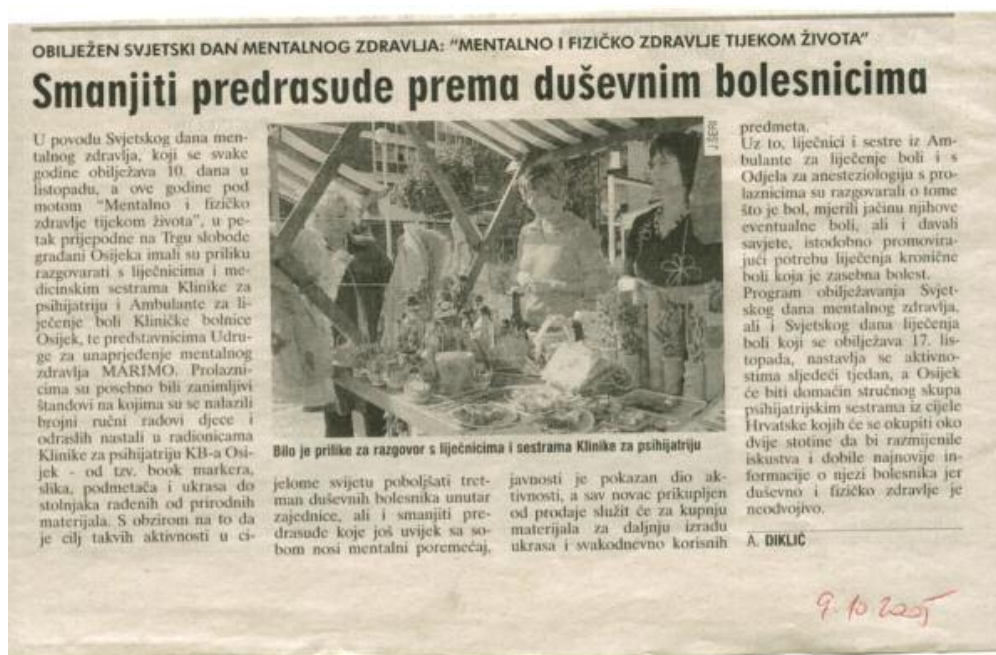 OBILJEŽEN SVJETSKI DAN MENTALNOG ZDRAVLJA: "MENTALNO I FIZIČKO ZDRAVLJE TIJEKOM ŽIVOTA"
Smanjiti predrasude prema duševnim bolesnicima
U povodu Svjetskog dana men-
talnog zdravlja, koji se svake
godine obilježava 10. dana u
listopadu, a ove godine pod
motom "Mentalno i fizičko
zdravlje tijekom života", u pe-
tak prijepodne na Trgu slobode
građani Osijeka imali su priliku
razgovarati s liječnicima i me-
dicinskim sestrama Klinike za
psihijatriju i Ambulante za li-
ječenje boli Kliničke bolnice
Osijek, te predstavnicima Udru-
ge za unaprjeđenje mentalnog
zdravlja MARIMO. Prolazni-
cima su posebno bili zanimljivi
štandovi na kojima su se nalazili
brojni ručni radovi djece i
odraslih nastali u radionicama
Klinike za psihijatriju KB-a Osi-
jek - od tzv. book markera,
slika, podmetača i ukrasa do
stolnjaka rađenih od prirodnih
materijala. S obzirom na to da
je cilj takvih aktivnosti u ci-
J. ŠERI
Bilo je prilike za razgovor s liječnicima i sestrama Klinike za psihijatriju
jelome svijetu poboljšati tret-
man duševnih bolesnika unutar
zajednice, ali i smanjiti pre-
drasude koje još uvijek sa so-
bom nosi mentalni poremećaj,
javnosti je pokazan dio ak-
tivnosti, a sav novac prikupljen
od prodaje služit će za kupnju
materijala za daljnju izradu
ukrasa i svakodnevno korisnih
predmeta.
Uz to, liječnici i sestre iz Am-
bulante za liječenje boli i s
Odjela za anesteziologiju s pro-
laznicima su razgovarali o tome
što je bol, mjerili jačinu njihove
eventualne boli, ali i davali
savjete, istodobno promovira-
jući potrebu liječenja kronične
boli koja je zasebna bolest.
Program obilježavanja Svjet-
skog dana mentalnog zdravlja,
ali i Svjetskog dana liječenja
boli koji se obilježava 17. lis-
topada, nastavlja se aktivno-
stima sljedeći tjedan, a Osijek
će biti domaćin stručnog skupa
psihijatrijskim sestrama iz cijele
Hrvatske kojih će se okupiti oko
dvije stotine da bi razmijenile
iskustva i dobile najnovije in-
formacije o njezi bolesnika jer
duševno i fizičko zdravlje je
neodvojivo.
A. DIKLIĆ
9.10 2005